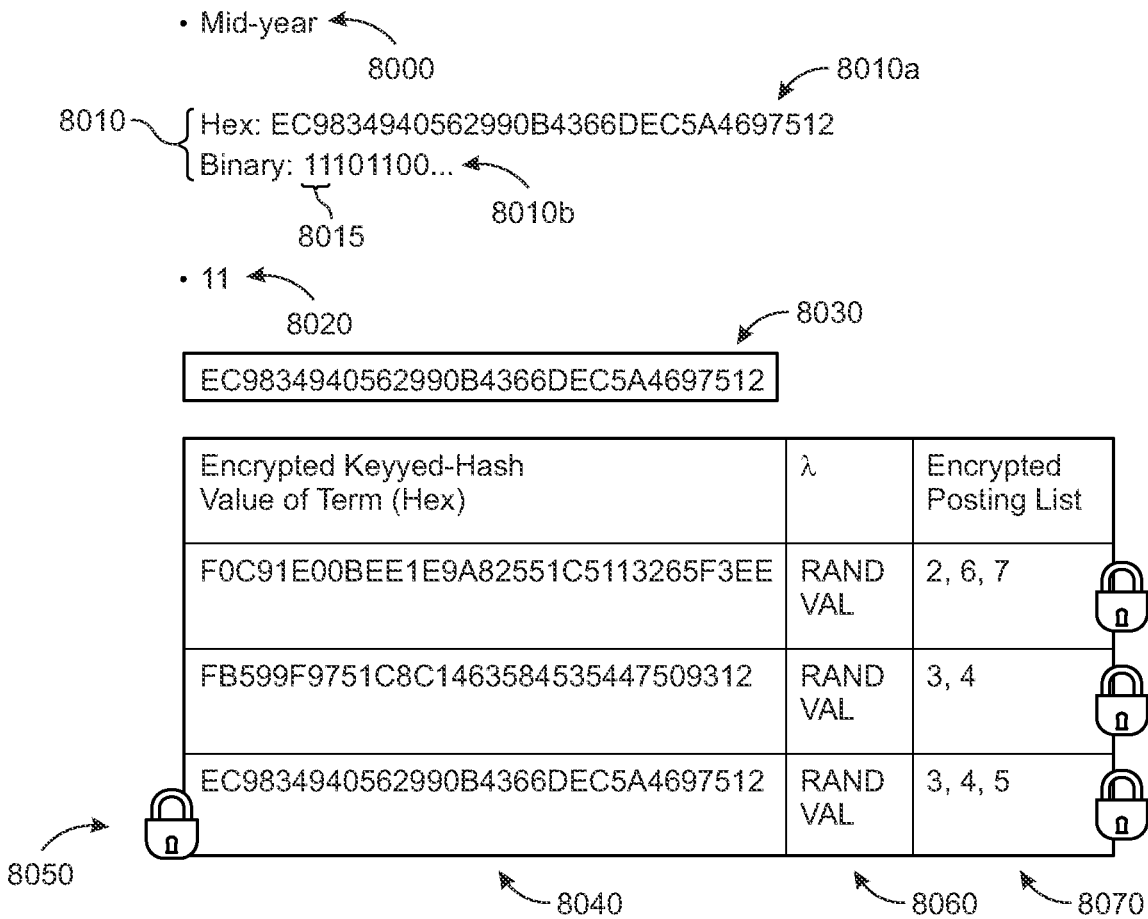 • Mid-year
8000
8010a
8010
Hex: EC9834940562990B4366DEC5A4697512
Binary: 11101100...
8010b
8015
• 11
8020
8030
EC9834940562990B4366DEC5A4697512
Encrypted Keyyed-Hash
Value of Term (Hex)
λ
Encrypted
Posting List
F0C91E00BEE1E9A82551C5113265F3EE
RAND
VAL
2, 6, 7
FB599F9751C8C1463584535447509312
RAND
VAL
3, 4
EC9834940562990B4366DEC5A4697512
RAND
VAL
3, 4, 5
8050
8040
8060
8070